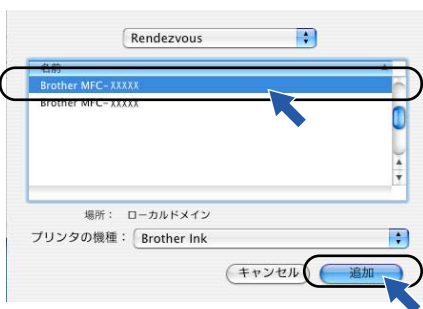 Rendezvous
名前
Brother MFC-XXXXX
Brother MFC-XXXXX
場所： ローカルドメイン
プリンタの機種： Brother Ink
キャンセル 追加